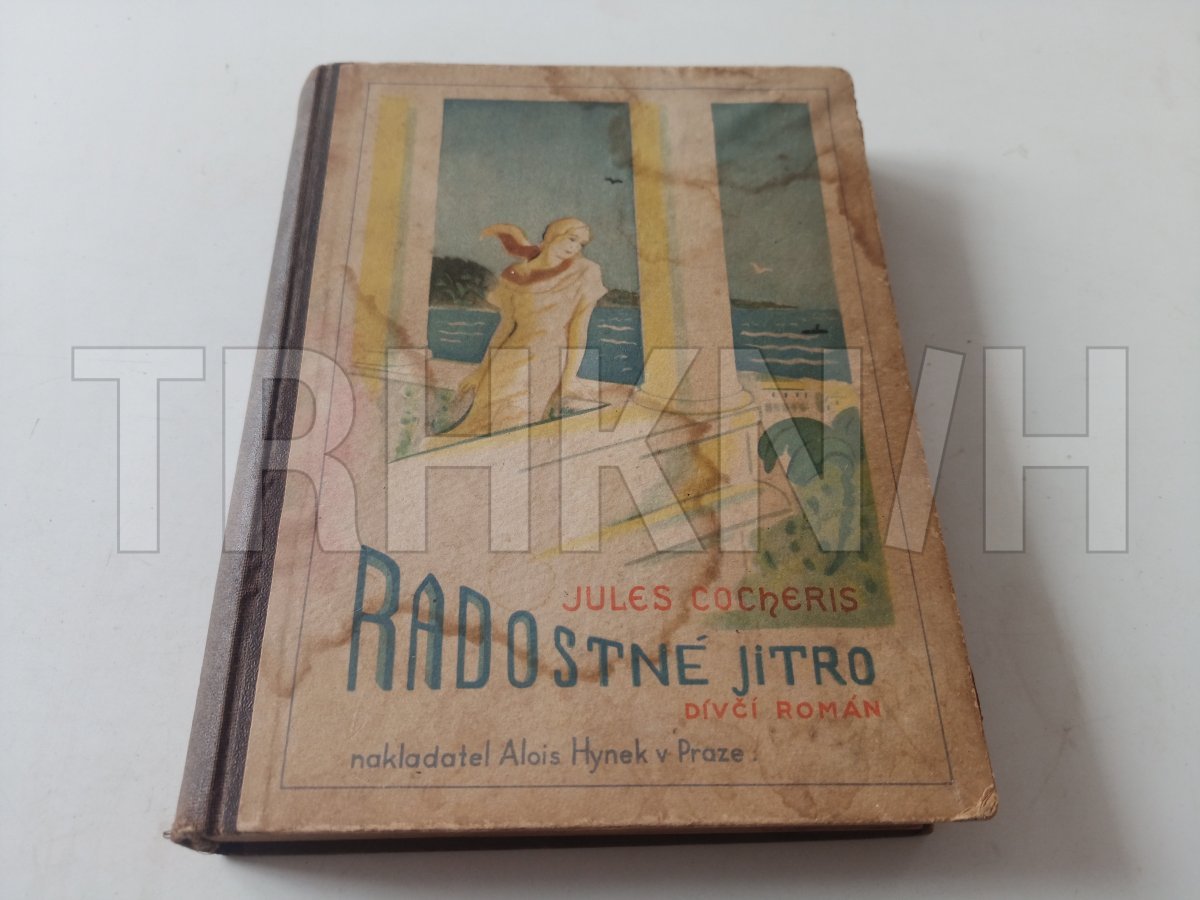 TRHKNIH
JULES COCHERIS
RADOSTNÉ JITRO
DÍVČÍ ROMÁN
nakladatel Alois Hynek v Praze.